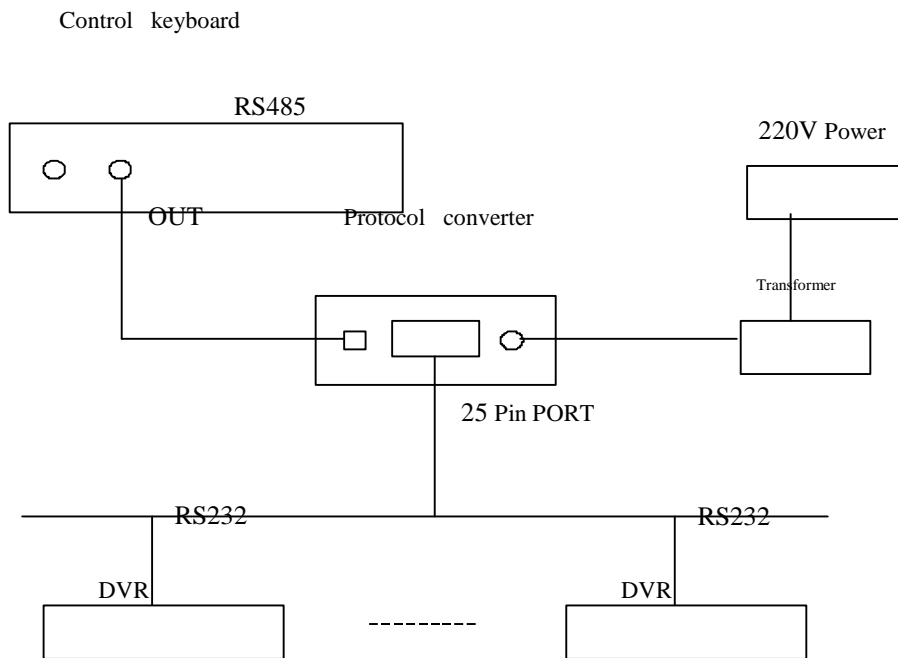 Control keyboard
RS485
220V Power
OUT
Protocol converter
Transformer
25 Pin PORT
RS232
RS232
DVR
DVR